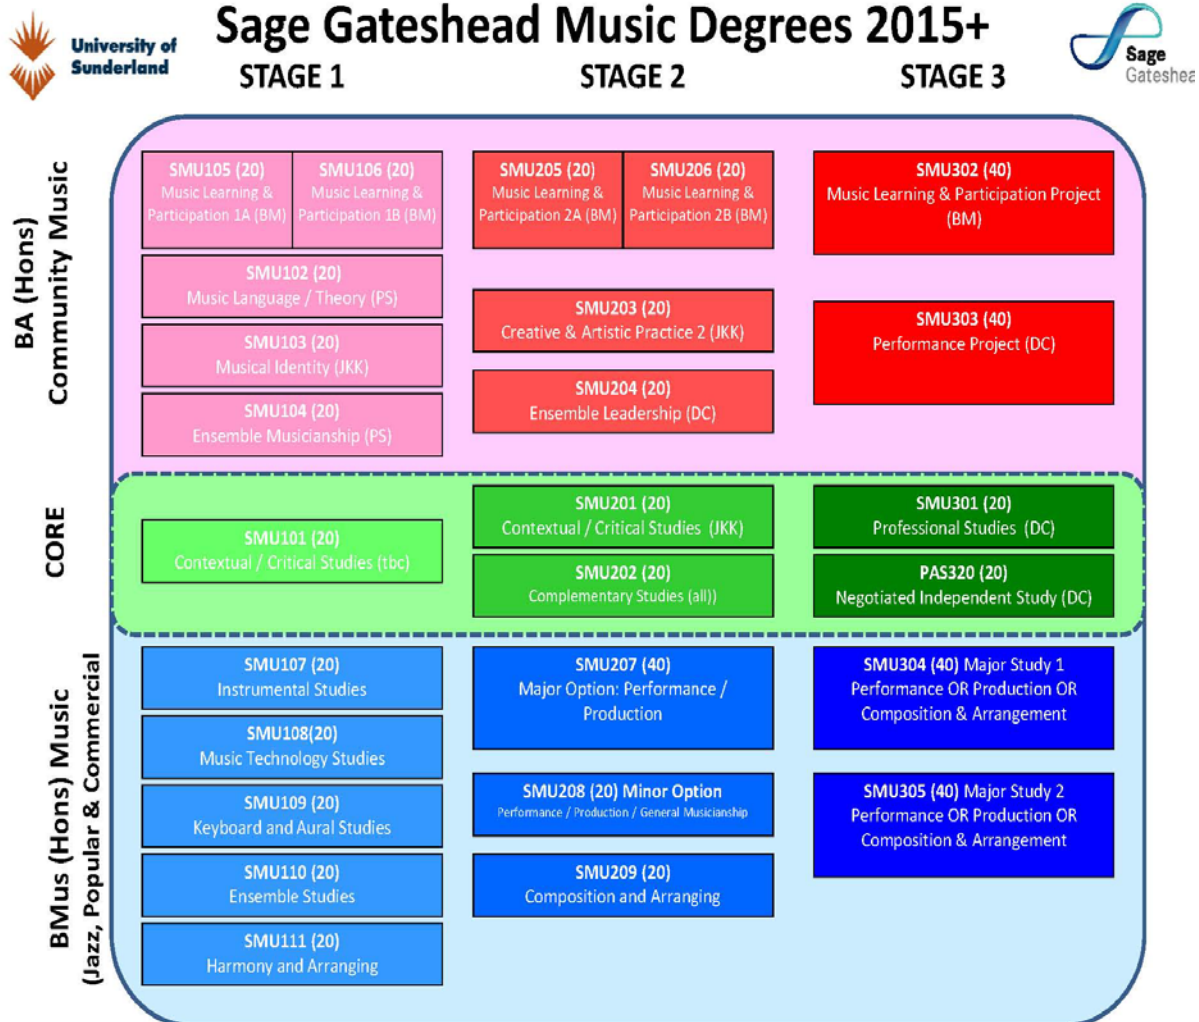 Sage Gateshead Music Degrees 2015+
University of
Sunderland
Sage
Gateshea
STAGE 1
STAGE 2
STAGE 3
BA (Hons)
Community Music
SMU105 (20)
Music Learning &
Participation 1A (BM)
SMU106 (20)
Music Learning &
Participation 1B (BM)
SMU102 (20)
Music Language / Theory (PS)
SMU103 (20)
Musical Identity (JKK)
SMU104 (20)
Ensemble Musicianship (PS)
SMU205 (20)
Music Learning &
Participation 2A (BM)
SMU206 (20)
Music Learning &
Participation 2B (BM)
SMU203 (20)
Creative & Artistic Practice 2 (JKK)
SMU204 (20)
Ensemble Leadership (DC)
SMU302 (40)
Music Learning & Participation Project
(BM)
SMU303 (40)
Performance Project (DC)
CORE
SMU101 (20)
Contextual / Critical Studies (tbc)
SMU201 (20)
Contextual / Critical Studies (JKK)
SMU202 (20)
Complementary Studies (all))
SMU301 (20)
Professional Studies (DC)
PAS320 (20)
Negotiated Independent Study (DC)
BMus (Hons) Music
(Jazz, Popular & Commercial
SMU107 (20)
Instrumental Studies
SMU108(20)
Music Technology Studies
SMU109 (20)
Keyboard and Aural Studies
SMU110 (20)
Ensemble Studies
SMU111 (20)
Harmony and Arranging
SMU207 (40)
Major Option: Performance /
Production
SMU208 (20) Minor Option
Performance / Production / General Musicianship
SMU209 (20)
Composition and Arranging
SMU304 (40) Major Study 1
Performance OR Production OR
Composition & Arrangement
SMU305 (40) Major Study 2
Performance OR Production OR
Composition & Arrangement